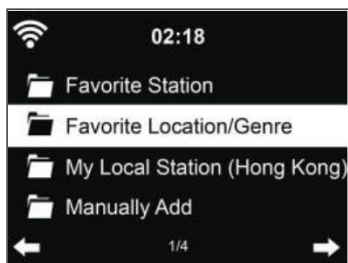 02:18
Favorite Station
Favorite Location/Genre
My Local Station (Hong Kong)
Manually Add
1/4